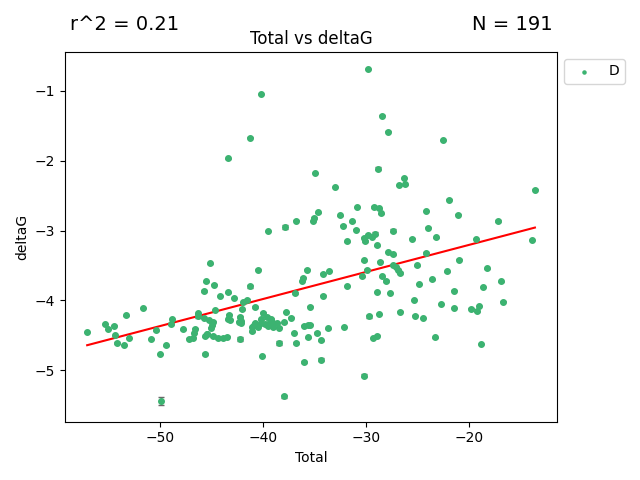 r^2 = 0.21
N = 191
Total vs deltaG
D
−1
−2
−3
−4
−5
deltaG
−50
−40
−30
−20
Total